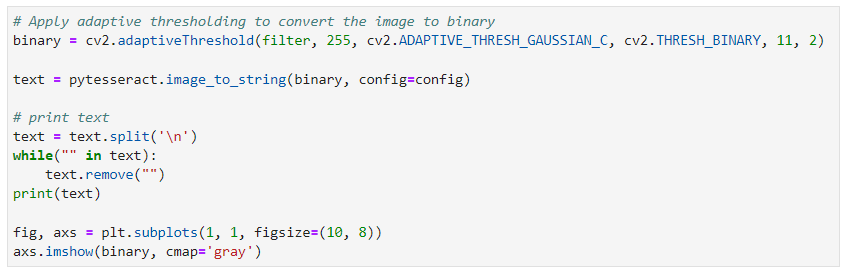 # Apply adaptive thresholding to convert the image to binary
binary = cv2.adaptiveThreshold(filter, 255, cv2.ADAPTIVE_THRESH_GAUSSIAN_C, cv2.THRESH_BINARY, 11, 2)
text = pytesseract.image_to_string(binary, config=config)
# print text
text = text.split('\n')
while("" in text):
    text.remove("")
print(text)
fig, axs = plt.subplots(1, 1, figsize=(10, 8))
axs.imshow(binary, cmap='gray')